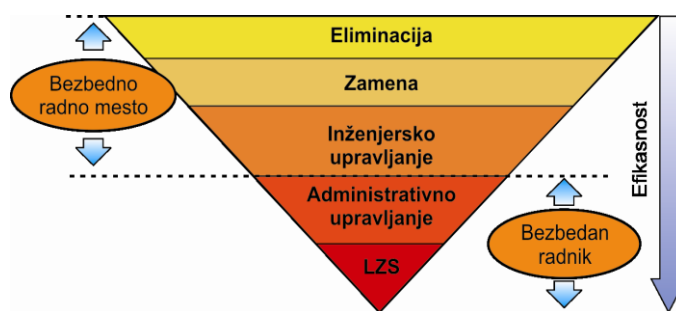 Eliminacija
Zamena
Inženjersko
upravljanje
Administrativno
upravljanje
LZS
Bezbedno
radno mesto
Bezbedan
radnik
Efikasnost